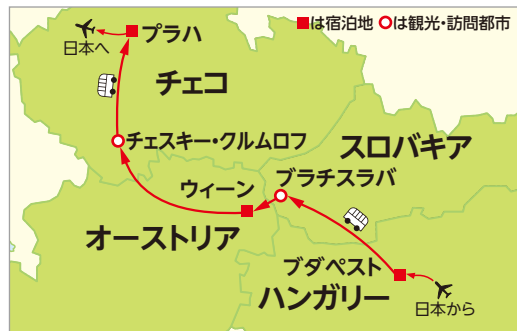 ■は宿泊地 ○は観光・訪問都市
プラハ
日本へ
チェコ
チェスキー・クルムロフ
スロバキア
ブラチスラバ
ウィーン
オーストリア
ブダペスト
ハンガリー
日本から